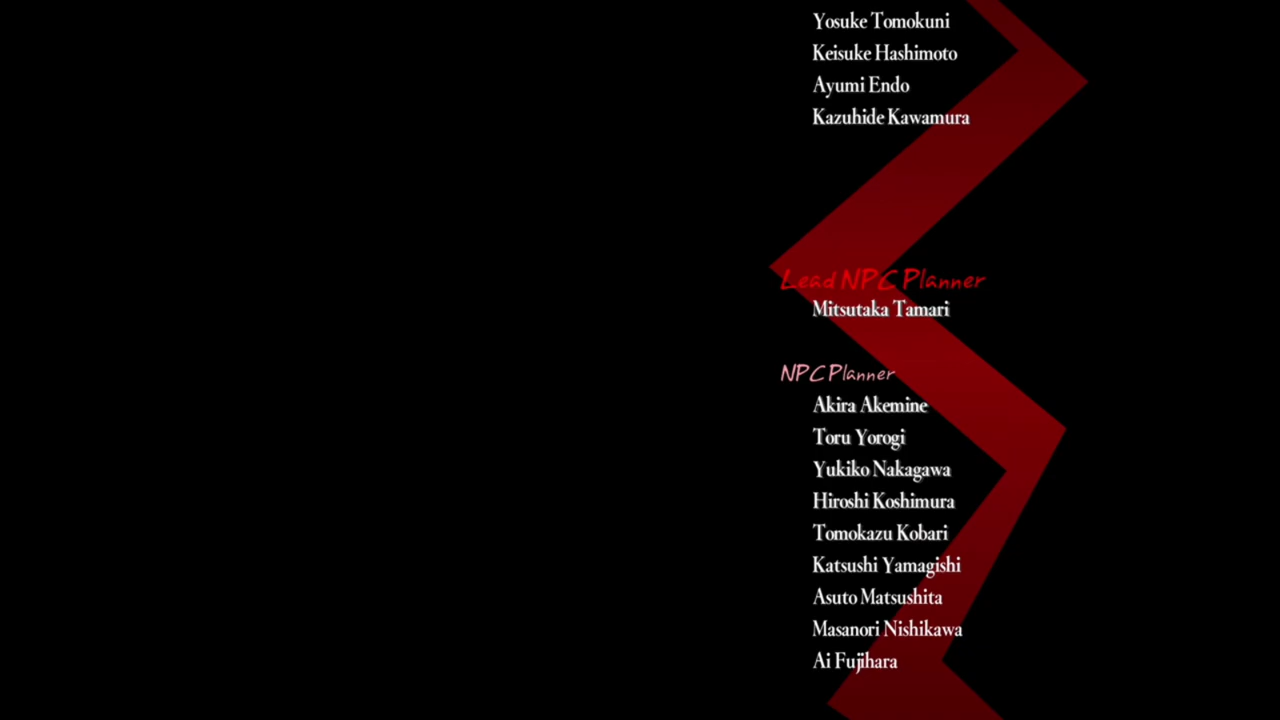 Yosuke Tomokuni
Keisuke Hashimoto
Ayumi Endo
Kazuhide Kawamura
Lead NPC Planner
Mitsutaka Tamari
NPC Planner
Akira Akemine
Toru Yorogi
Yukiko Nakagawa
Hiroshi Koshimura
Tomokazu Kobari
Katsushi Yamagishi
Asuto Matsushita
Masanori Nishikawa
Ai Fujihara